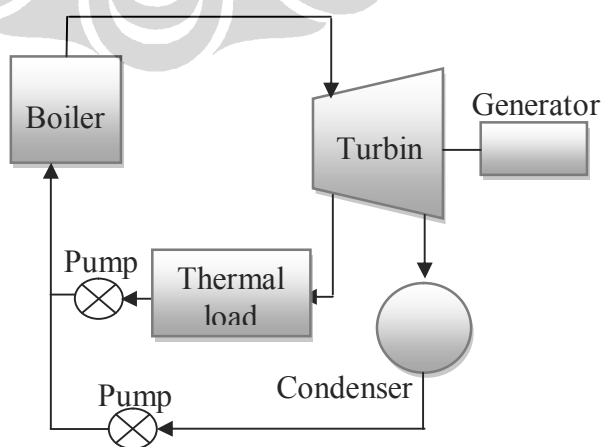 Boiler
Generator
Turbin
Pump
Thermal
load
Condenser
Pump